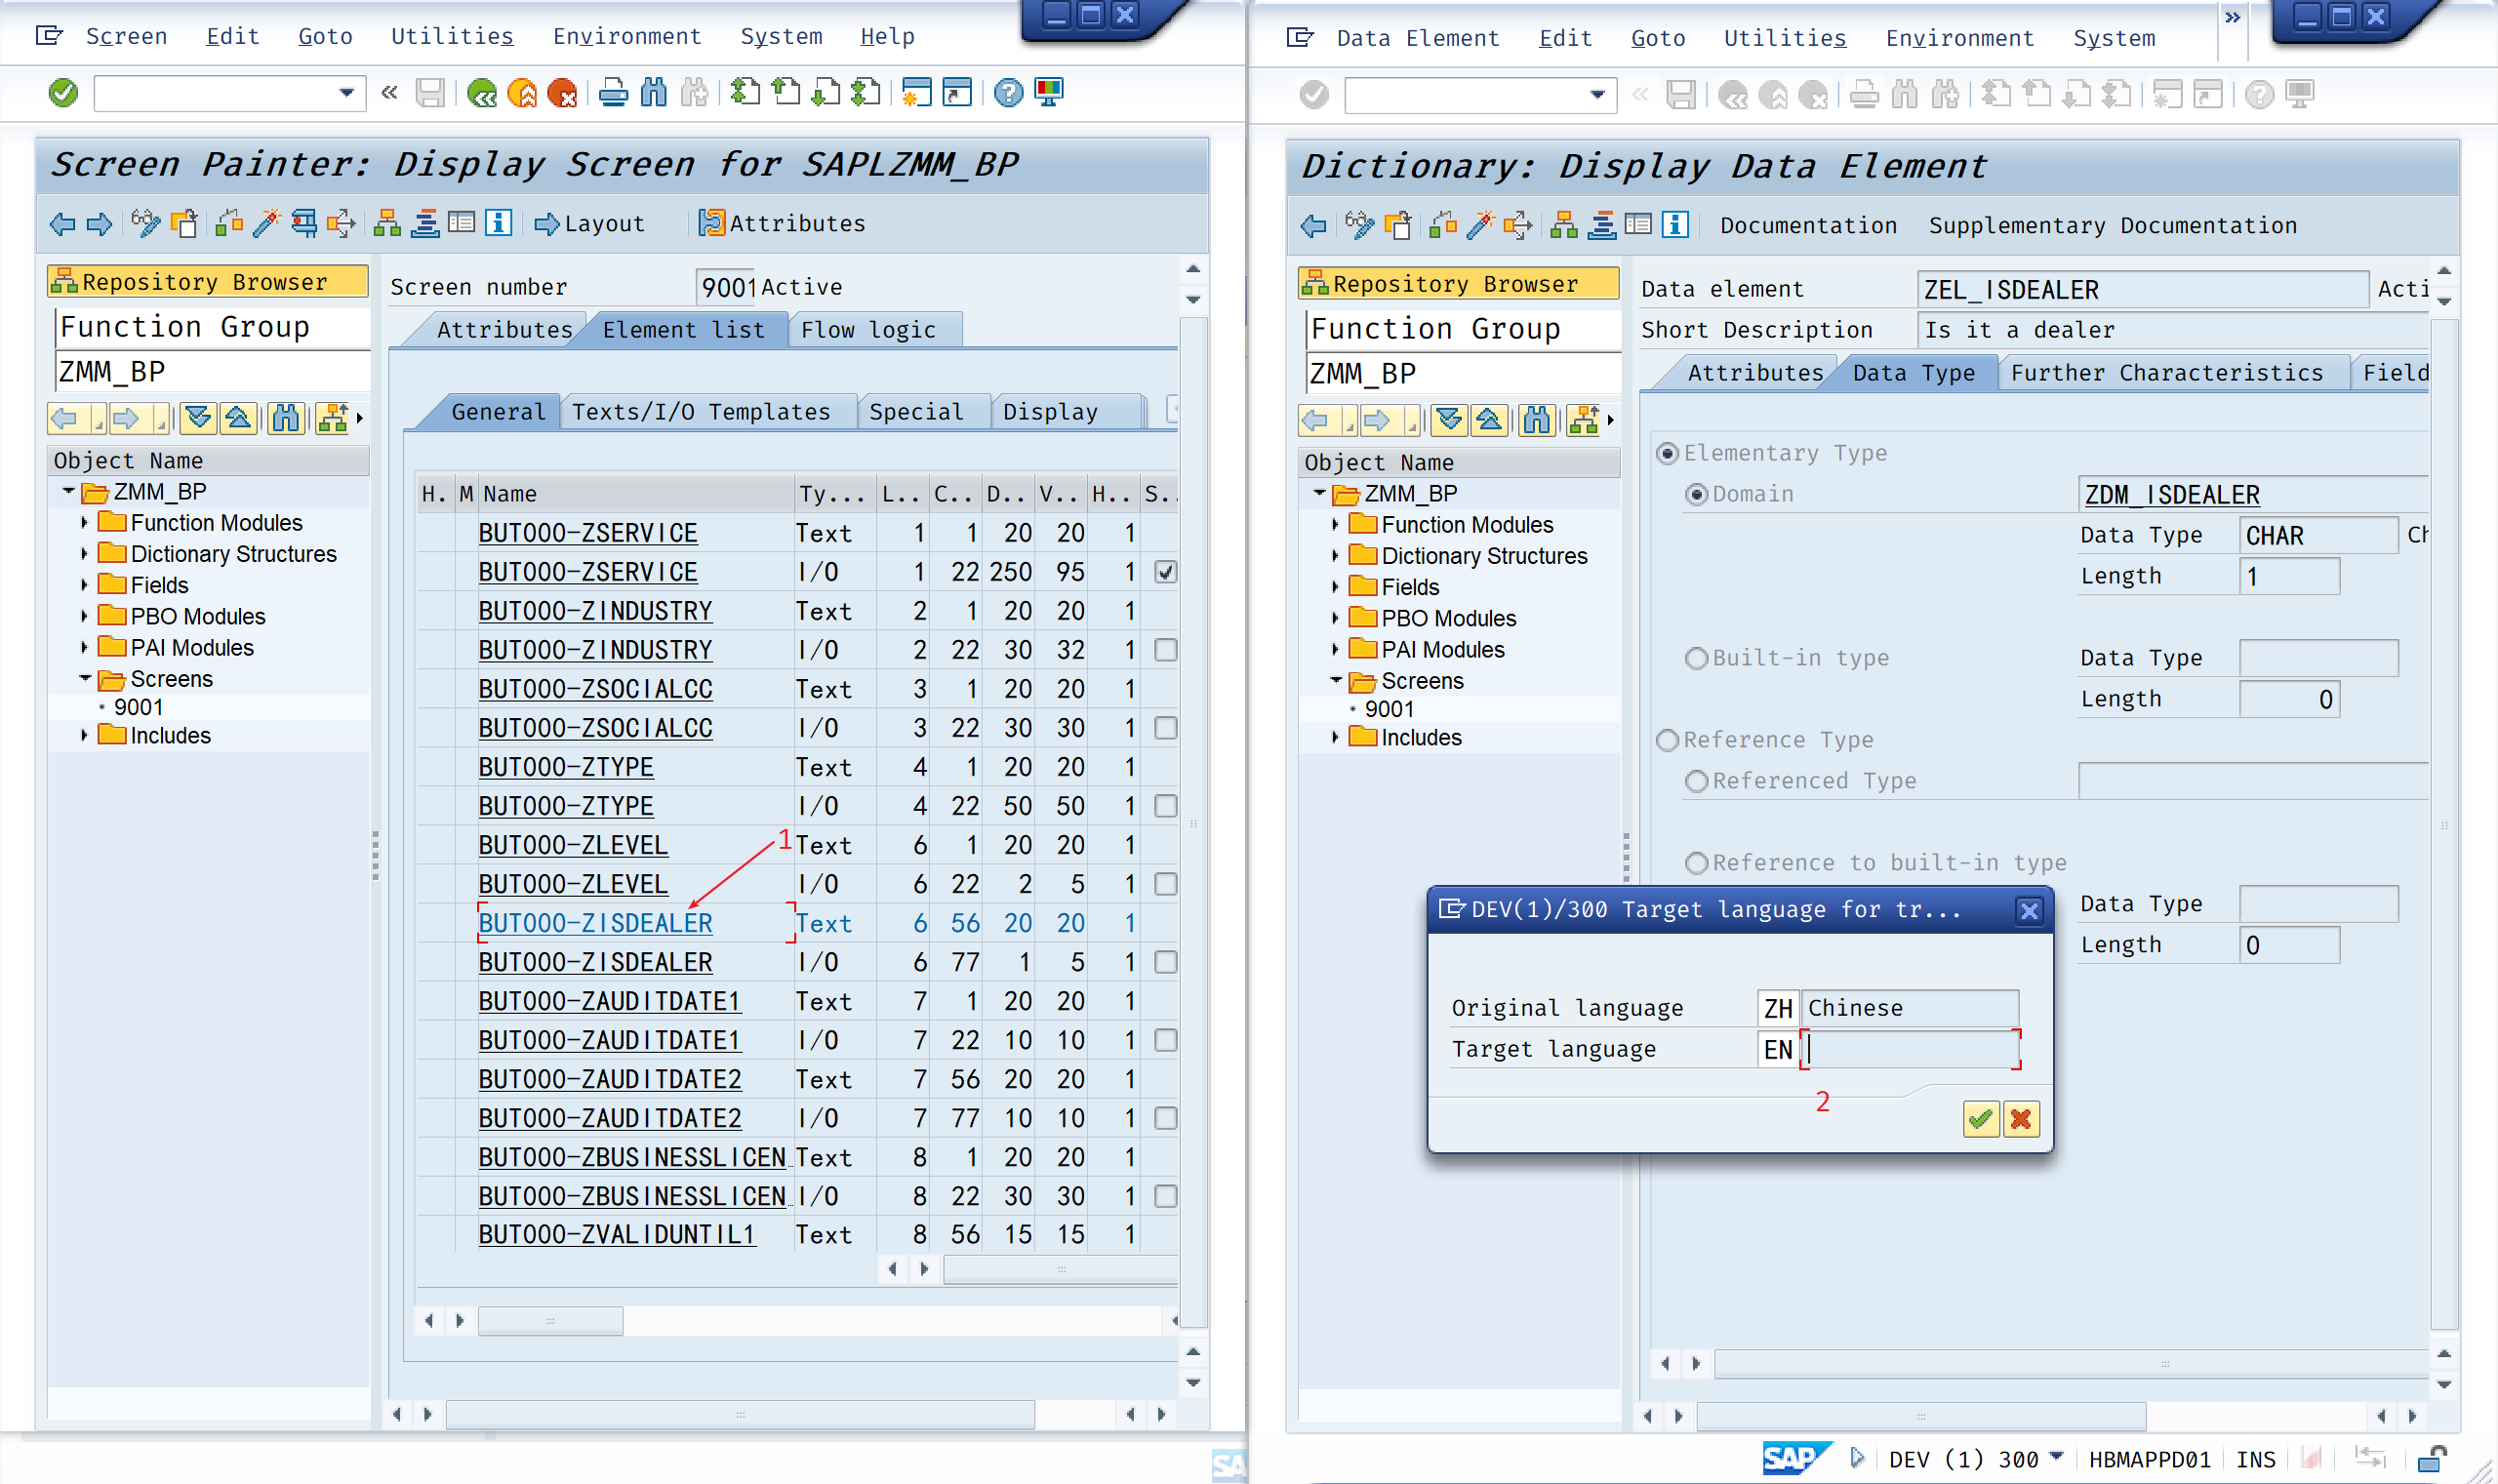 Screen Edit Goto Utilities Environment System Help
Screen Painter: Display Screen for SAPLZMM_BP
Layout Attributes
Repository Browser
Function Group
ZMM_BP
Object Name
ZMM_BP
Function Modules
Dictionary Structures
Fields
PBO Modules
PAI Modules
Screens
9001
Includes
Screen number 9001 Active
Attributes Element list Flow logic
General Texts/I/O Templates Special Display
H. M Name Ty... L.. C.. D.. V.. H.. S..
BUT000-ZSERVICE Text 1 1 20 20 1
BUT000-ZSERVICE I/O 1 22 250 95 1
BUT000-ZINDUSTRY Text 2 1 20 20 1
BUT000-ZINDUSTRY I/O 2 22 30 32 1
BUT000-ZSOCIALCC Text 3 1 20 20 1
BUT000-ZSOCIALCC I/O 3 22 30 30 1
BUT000-ZTYPE Text 4 1 20 20 1
BUT000-ZTYPE I/O 4 22 50 50 1
BUT000-ZLEVEL Text 6 1 20 20 1
BUT000-ZLEVEL I/O 6 22 2 5 1
1
BUT000-ZISDEALER Text 6 56 20 20 1
BUT000-ZISDEALER I/O 6 77 1 5 1
BUT000-ZAUDITDATE1 Text 7 1 20 20 1
BUT000-ZAUDITDATE1 I/O 7 22 10 10 1
BUT000-ZAUDITDATE2 Text 7 56 20 20 1
BUT000-ZAUDITDATE2 I/O 7 77 10 10 1
BUT000-ZBUSINESSLICEN.. Text 8 1 20 20 1
BUT000-ZBUSINESSLICEN.. I/O 8 22 30 30 1
BUT000-ZVALIDUNTIL1 Text 8 56 15 15 1
SA
Data Element Edit Goto Utilities Environment System
Dictionary: Display Data Element
Documentation Supplementary Documentation
Repository Browser
Function Group
ZMM_BP
Object Name
ZMM_BP
Function Modules
Dictionary Structures
Fields
PBO Modules
PAI Modules
Screens
9001
Includes
Data element ZEL_ISDEALER Acti
Short Description Is it a dealer
Attributes Data Type Further Characteristics Field
Elementary Type
Domain ZDM_ISDEALER
Data Type CHAR Ch
Length 1
Built-in type Data Type
Length 0
Reference Type
Referenced Type
Reference to built-in type
Data Type
Length 0
DEV(1)/300 Target language for tr...
Original language ZH Chinese
Target language EN
2
SAP DEV (1) 300 HBMAPPD01 INS